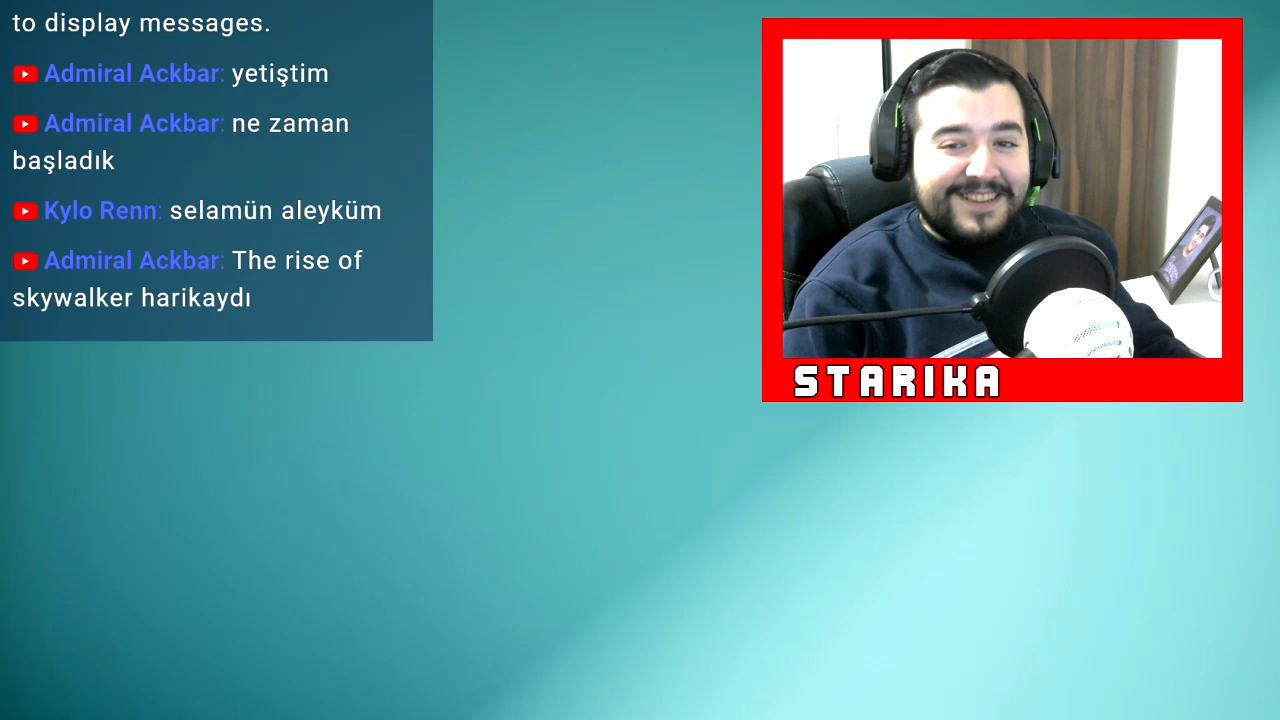 to display messages.
Admiral Ackbar: yetiştim
Admiral Ackbar: ne zaman
başladık
Kylo Renn: selamün aleyküm
Admiral Ackbar: The rise of
skywalker harikaydı
STARIKA